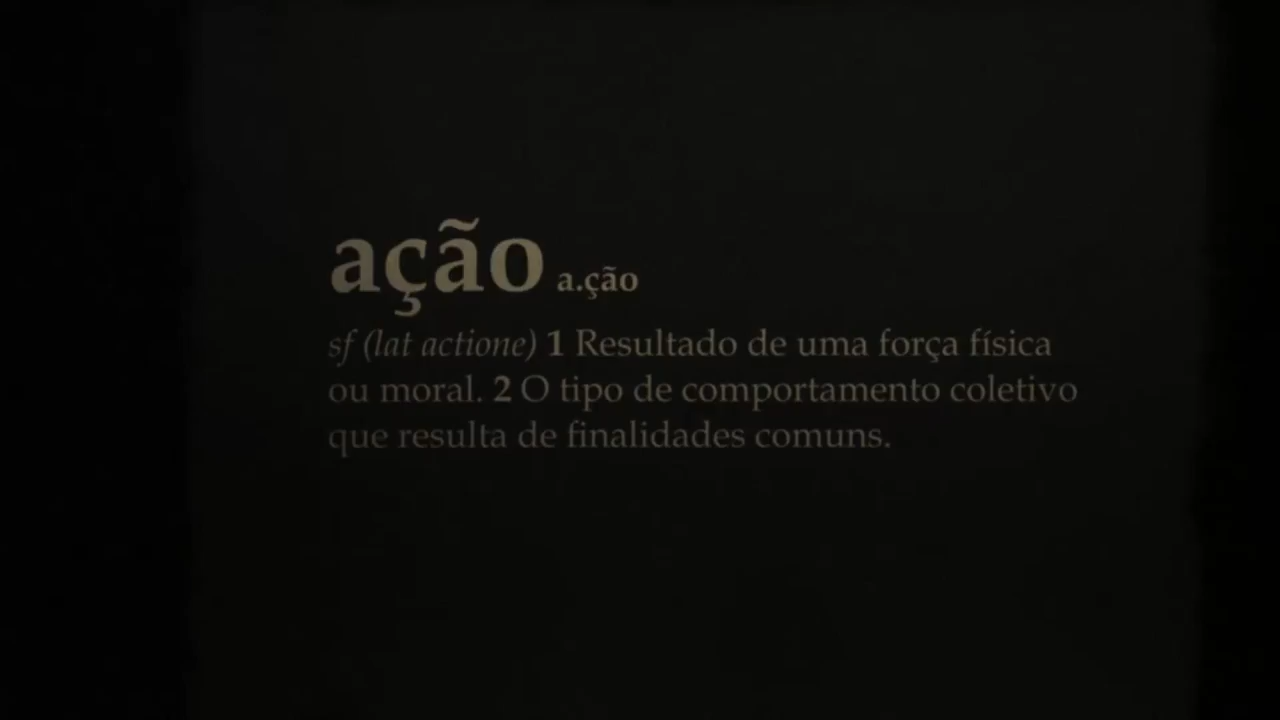 ação a.ção
sf (lat actione) 1 Resultado de uma força física
ou moral. 2 O tipo de comportamento coletivo
que resulta de finalidades comuns.